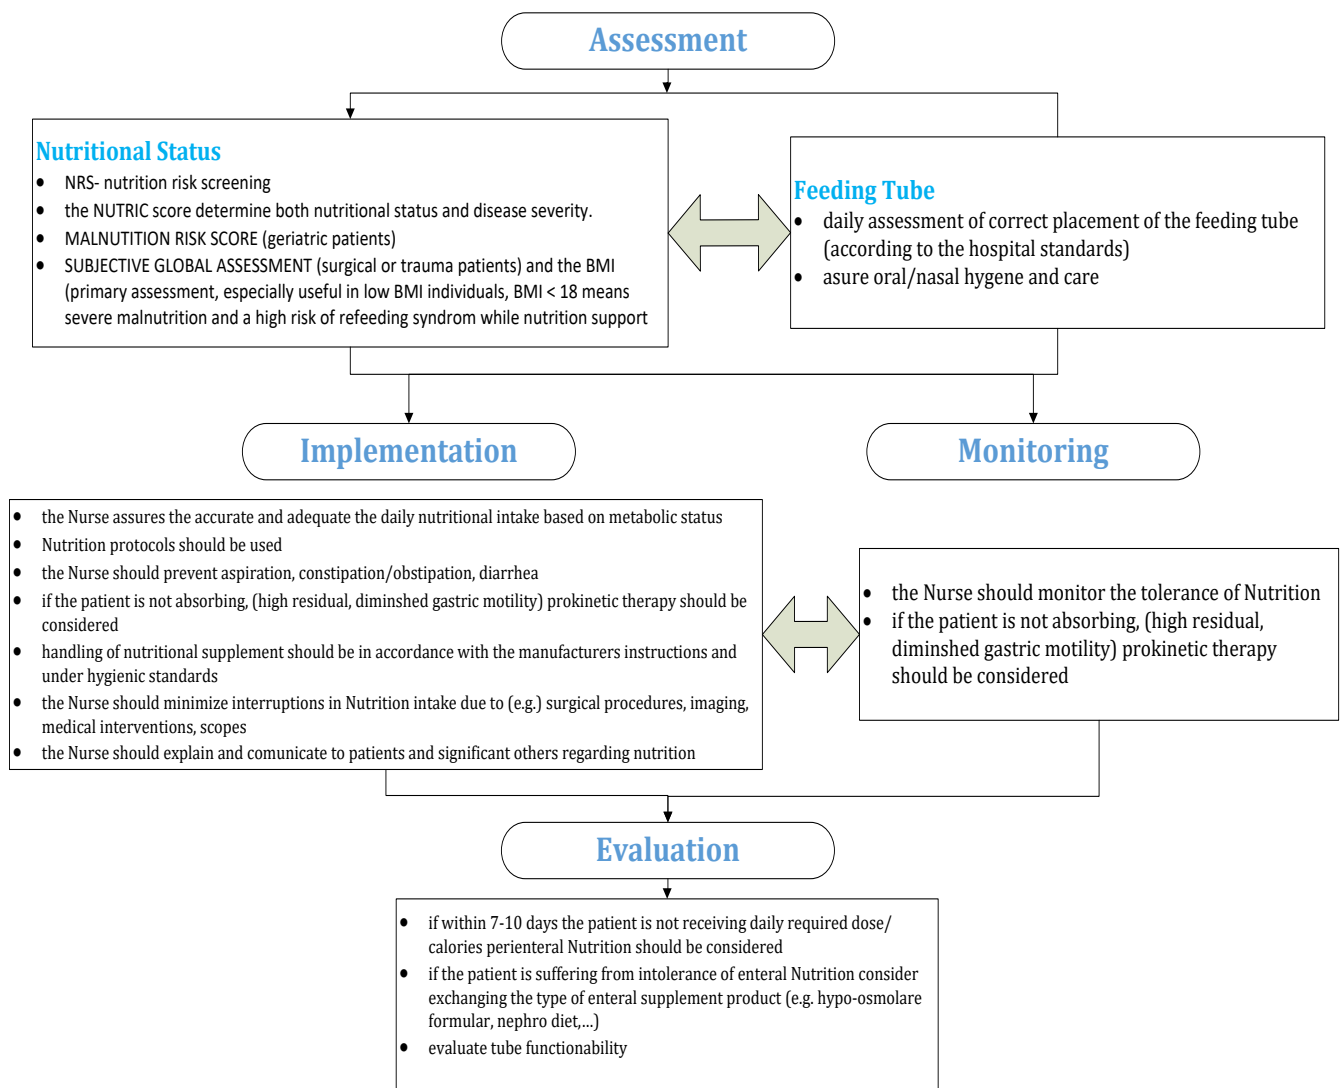 Assessment
Nutritional Status
• NRS- nutrition risk screening
• the NUTRIC score determine both nutritional status and disease severity.
• MALNUTITION RISK SCORE (geriatric patients)
• SUBJECTIVE GLOBAL ASSESSMENT (surgical or trauma patients) and the BMI
(primary assessment, especially useful in low BMI individuals, BMI < 18 means
severe malnutrition and a high risk of refeeding syndrom while nutrition support
Feeding Tube
• daily assessment of correct placement of the feeding tube
(according to the hospital standards)
• asure oral/nasal hygene and care
Implementation
• the Nurse assures the accurate and adequate the daily nutritional intake based on metabolic status
• Nutrition protocols should be used
• the Nurse should prevent aspiration, constipation/obstipation, diarrhea
• if the patient is not absorbing, (high residual, diminshed gastric motility) prokinetic therapy should be
considered
• handling of nutritional supplement should be in accordance with the manufacturers instructions and
under hygienic standards
• the Nurse should minimize interruptions in Nutrition intake due to (e.g.) surgical procedures, imaging,
medical interventions, scopes
• the Nurse should explain and comunicate to patients and significant others regarding nutrition
Monitoring
• the Nurse should monitor the tolerance of Nutrition
• if the patient is not absorbing, (high residual,
diminshed gastric motility) prokinetic therapy
should be considered
Evaluation
• if within 7-10 days the patient is not receiving daily required dose/
calories perienteral Nutrition should be considered
• if the patient is suffering from intolerance of enteral Nutrition consider
exchanging the type of enteral supplement product (e.g. hypo-osmolare
formular, nephro diet,...)
• evaluate tube functionability